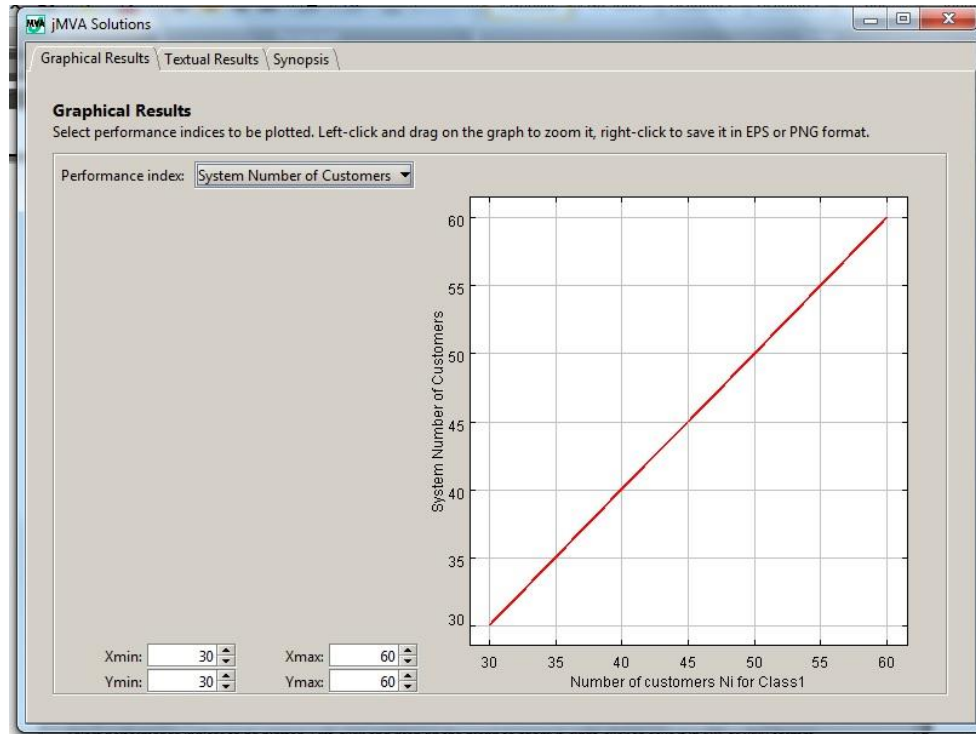 MVA jMVA Solutions
Graphical Results Textual Results Synopsis
Graphical Results
Select performance indices to be plotted. Left-click and drag on the graph to zoom it, right-click to save it in EPS or PNG format.
Performance index: System Number of Customers
60
55
50
45
40
35
30
System Number of Customers
30 35 40 45 50 55 60
Number of customers Ni for Class1
Xmin: 30 Xmax: 60
Ymin: 30 Ymax: 60